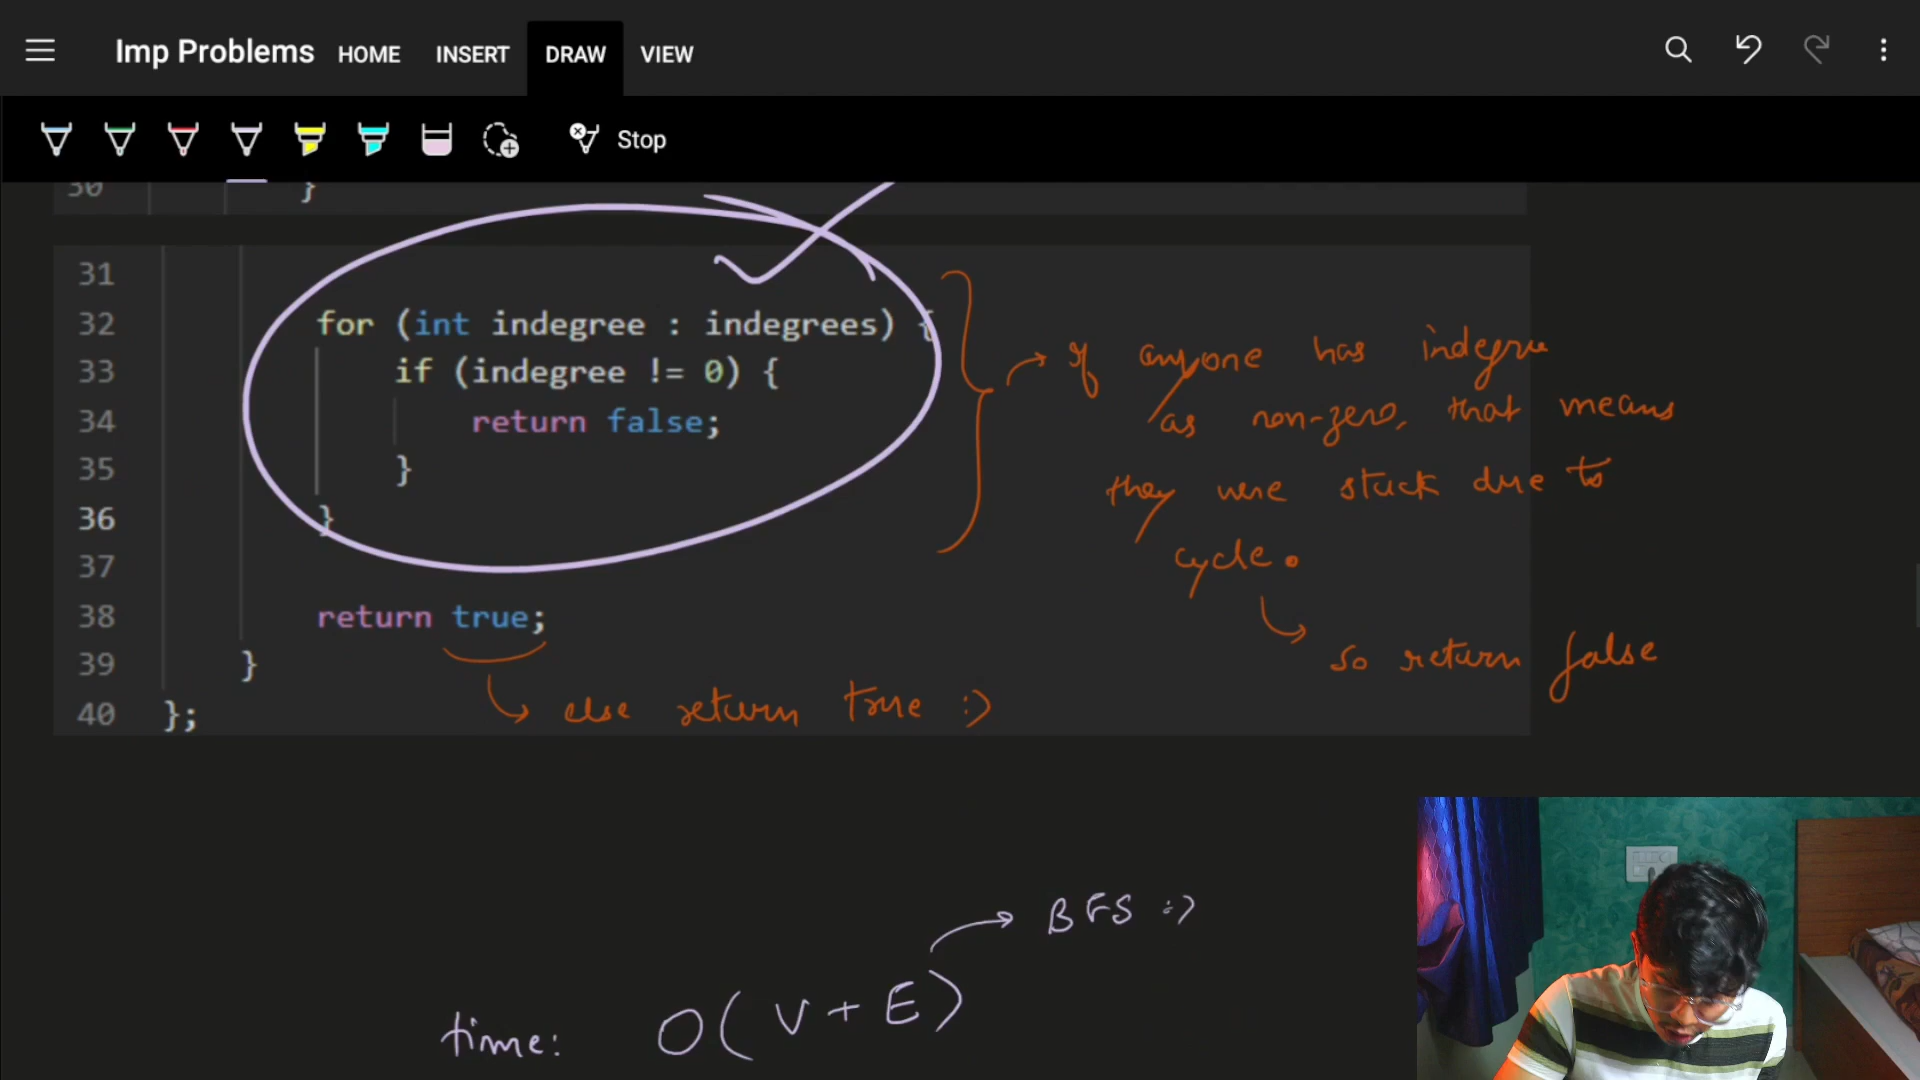 Imp Problems HOME INSERT DRAW VIEW
Stop
30 }
31
32 for (int indegree : indegrees) {
33 if (indegree != 0) {
34 return false;
35 }
36 }
37
38 return true;
39 }
40 };
→ If anyone has indegree
as non-zero, that means
they were stuck due to
cycle.
so return false
else return true :)
→ BFS :)
time: O(V+E)